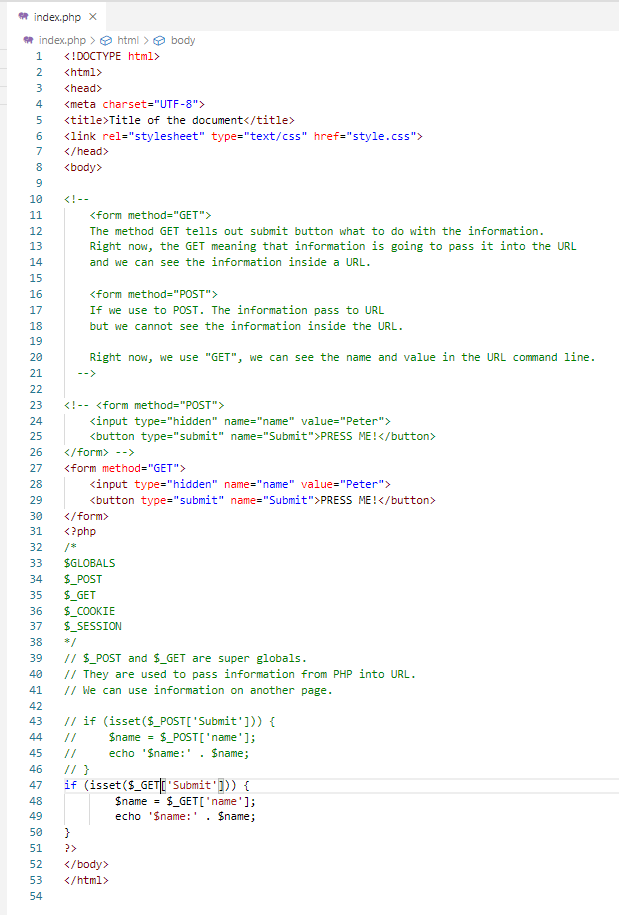 index.php ×
index.php > html > body
1 <!DOCTYPE html>
2 <html>
3 <head>
4 <meta charset="UTF-8">
5 <title>Title of the document</title>
6 <link rel="stylesheet" type="text/css" href="style.css">
7 </head>
8 <body>
9
10 <!--
11 <form method="GET">
12 The method GET tells out submit button what to do with the information.
13 Right now, the GET meaning that information is going to pass it into the URL
14 and we can see the information inside a URL.
15
16 <form method="POST">
17 If we use to POST. The information pass to URL
18 but we cannot see the information inside the URL.
19
20 Right now, we use "GET", we can see the name and value in the URL command line.
21 -->
22
23 <!-- <form method="POST">
24 <input type="hidden" name="name" value="Peter">
25 <button type="submit" name="Submit">PRESS ME!</button>
26 </form> -->
27 <form method="GET">
28 <input type="hidden" name="name" value="Peter">
29 <button type="submit" name="Submit">PRESS ME!</button>
30 </form>
31 <?php
32 /*
33 $GLOBALS
34 $_POST
35 $_GET
36 $_COOKIE
37 $_SESSION
38 */
39 // $_POST and $_GET are super globals.
40 // They are used to pass information from PHP into URL.
41 // We can use information on another page.
42
43 // if (isset($_POST['Submit'])) {
44 // $name = $_POST['name'];
45 // echo '$name:' . $name;
46 // }
47 if (isset($_GET['Submit'])) {
48 $name = $_GET['name'];
49 echo '$name:' . $name;
50 }
51 ?>
52 </body>
53 </html>
54